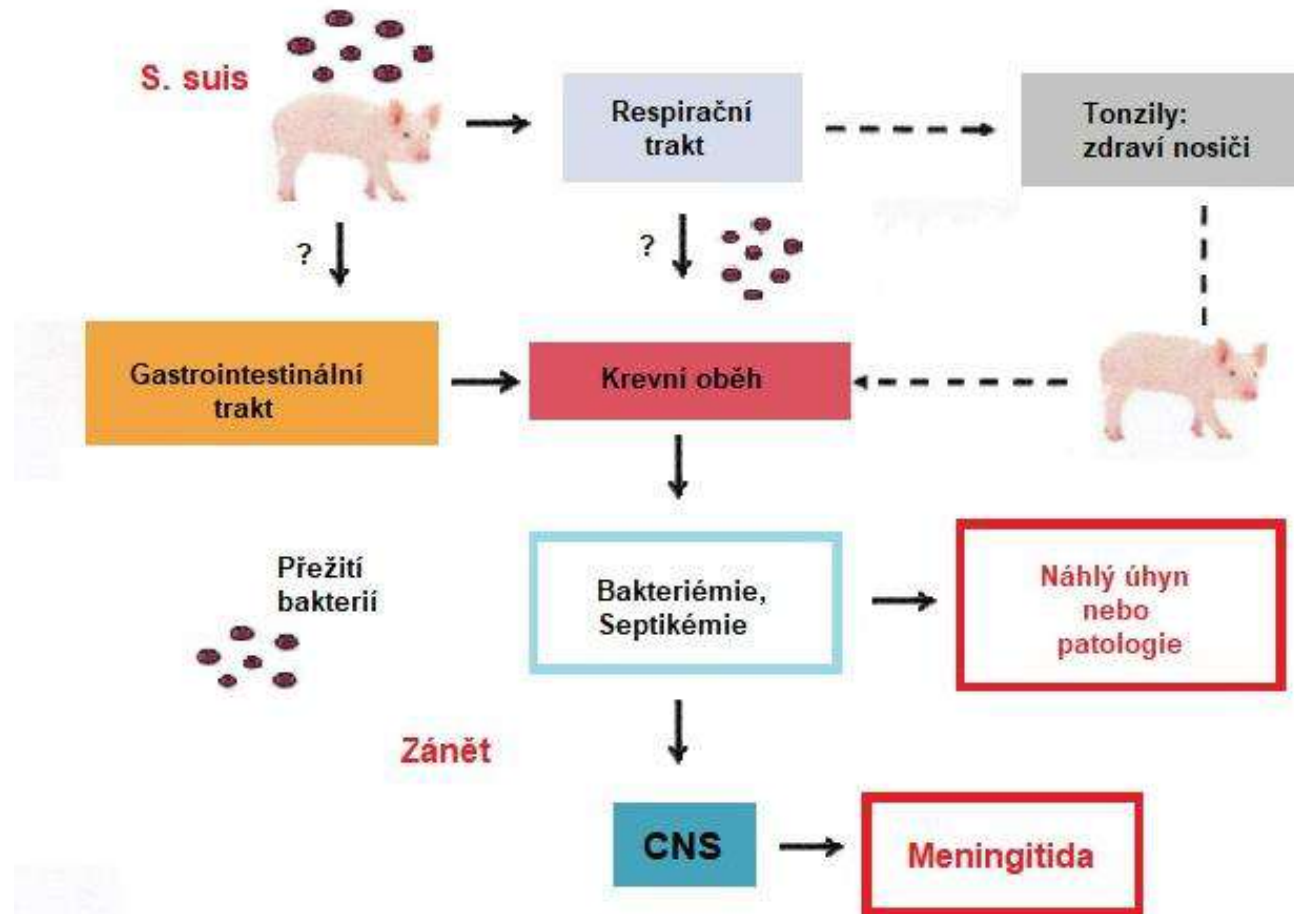 S. suis
Respirační
trakt
Tonzily:
zdraví nosiči
?
?
Gastrointestinální
trakt
Krevní oběh
Přežití
bakterií
Bakteriémie,
Septikémie
Náhlý úhyn
nebo
patologie
Zánět
CNS
Meningitida